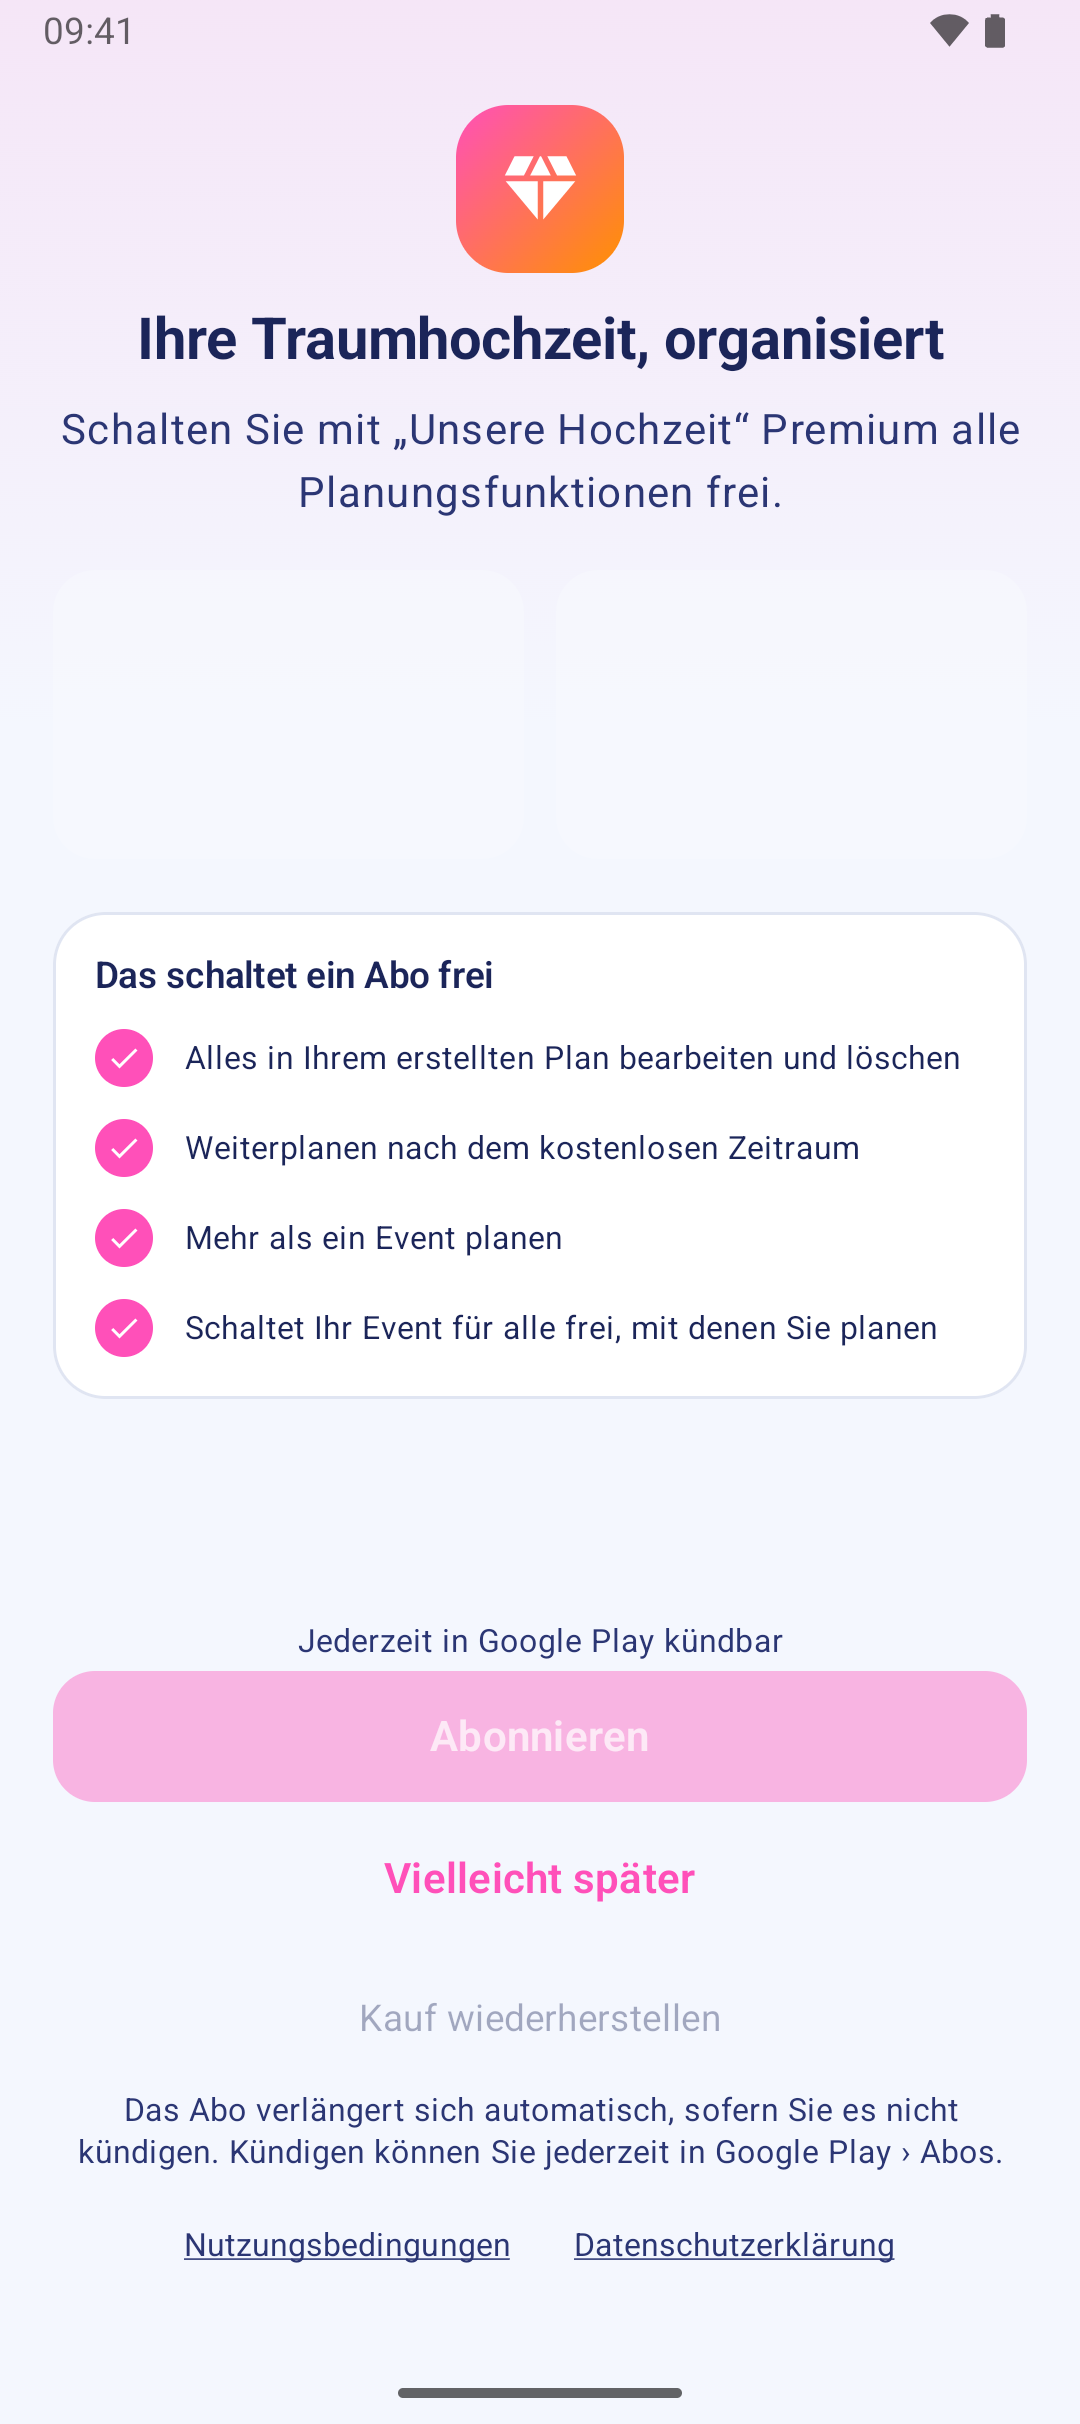 09:41
Ihre Traumhochzeit, organisiert
Schalten Sie mit „Unsere Hochzeit“ Premium alle
Planungsfunktionen frei.
Das schaltet ein Abo frei
Alles in Ihrem erstellten Plan bearbeiten und löschen
Weiterplanen nach dem kostenlosen Zeitraum
Mehr als ein Event planen
Schaltet Ihr Event für alle frei, mit denen Sie planen
Jederzeit in Google Play kündbar
Abonnieren
Vielleicht später
Kauf wiederherstellen
Das Abo verlängert sich automatisch, sofern Sie es nicht
kündigen. Kündigen können Sie jederzeit in Google Play › Abos.
Nutzungsbedingungen Datenschutzerklärung